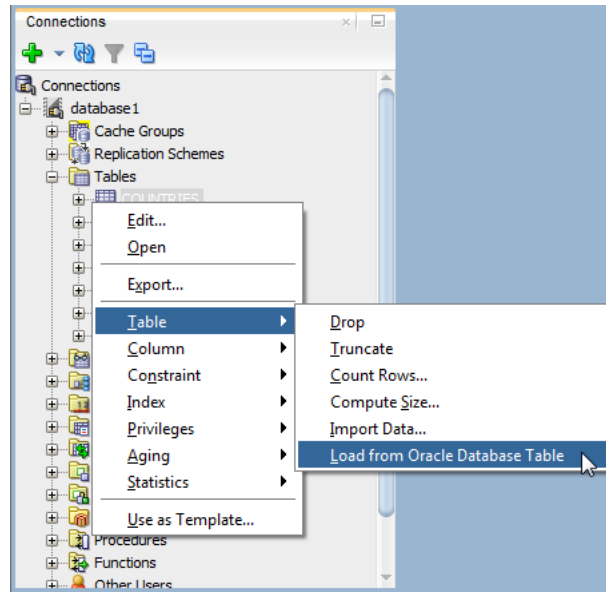 Connections
Connections
database1
Cache Groups
Replication Schemes
Tables
COUNTRIES
Edit...
Open
Export...
Table
Column
Constraint
Index
Privileges
Aging
Statistics
Use as Template...
Drop
Truncate
Count Rows...
Compute Size...
Import Data...
Load from Oracle Database Table
Procedures
Functions
Other Users